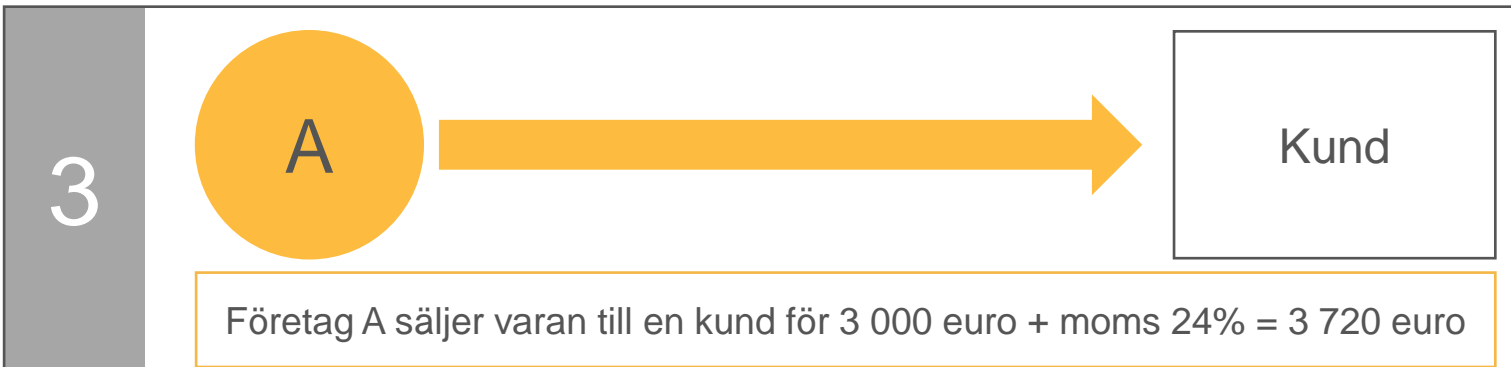 3
A
Kund
Företag A säljer varan till en kund för 3 000 euro + moms 24% = 3 720 euro